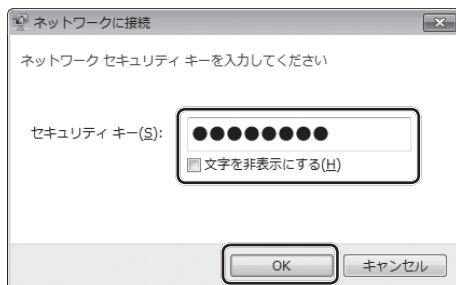 ネットワークに接続
ネットワーク セキュリティ キーを入力してください
セキュリティ キー(S): ●●●●●●●●
文字を非表示にする(H)
OK キャンセル